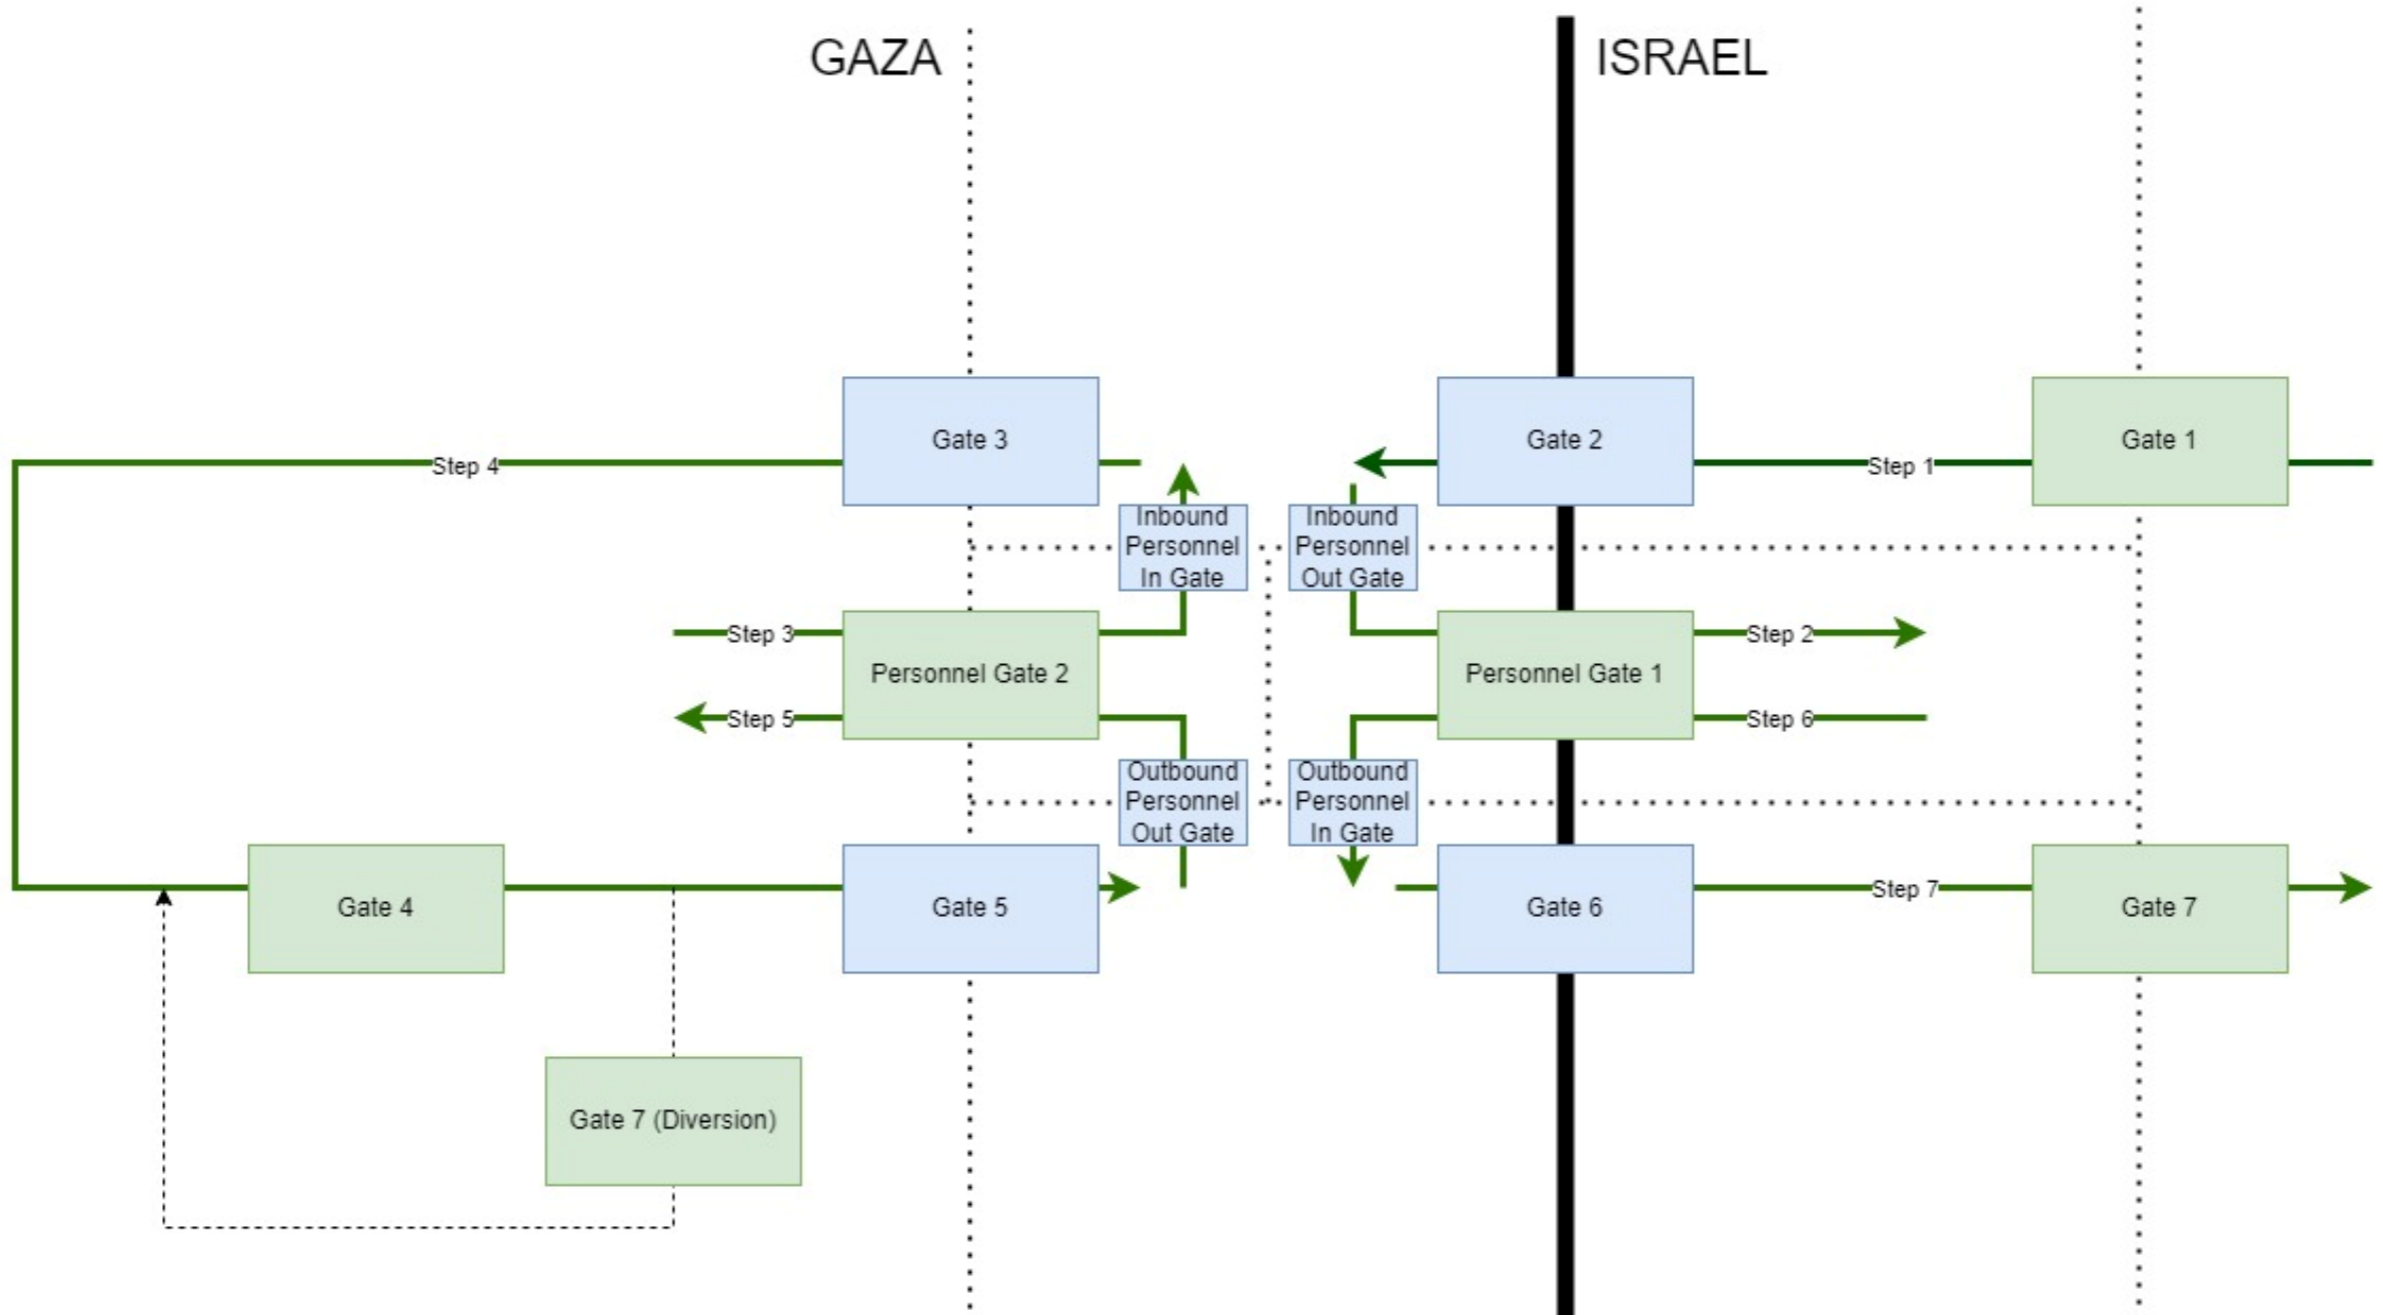 GAZA
ISRAEL
Gate 3
Gate 2
Gate 1
Step 4
Step 1
Inbound
Personnel
In Gate
Inbound
Personnel
Out Gate
Step 3
Step 2
Personnel Gate 2
Personnel Gate 1
Step 5
Step 6
Outbound
Personnel
Out Gate
Outbound
Personnel
In Gate
Gate 4
Gate 5
Gate 6
Step 7
Gate 7
Gate 7 (Diversion)